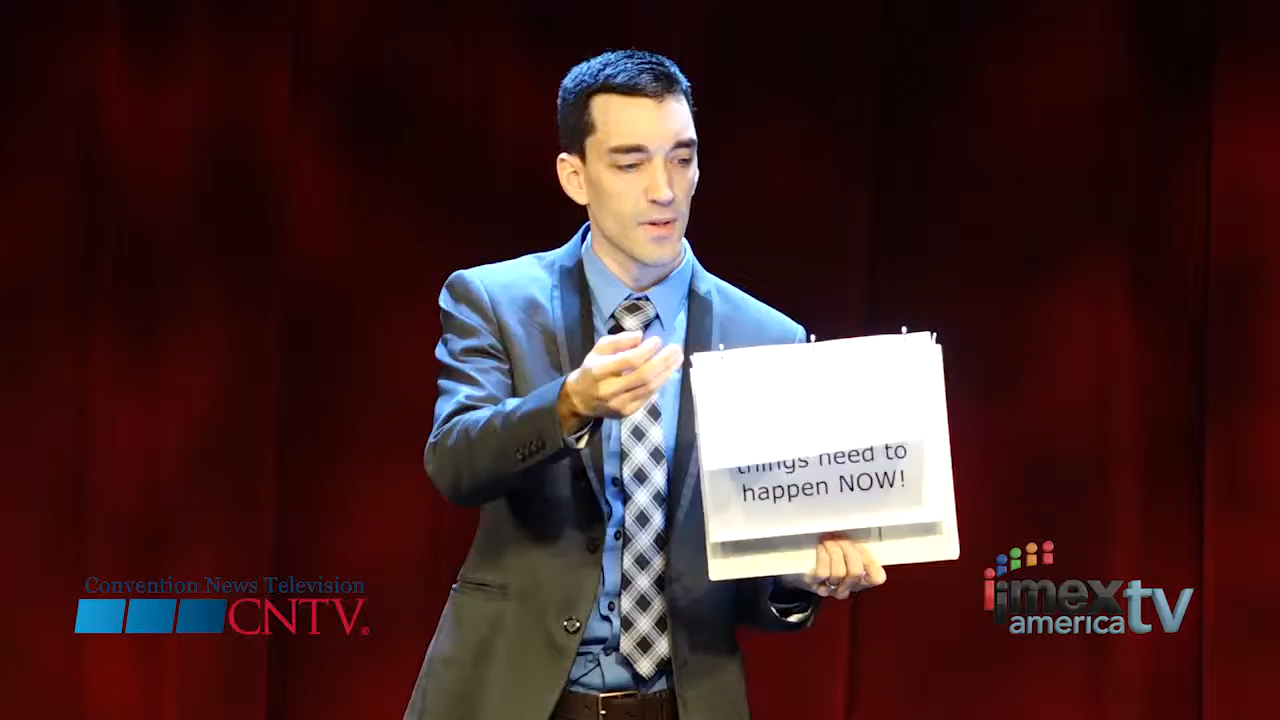 things need to
happen NOW!
Convention News Television
CNTV®
imex
america
tv